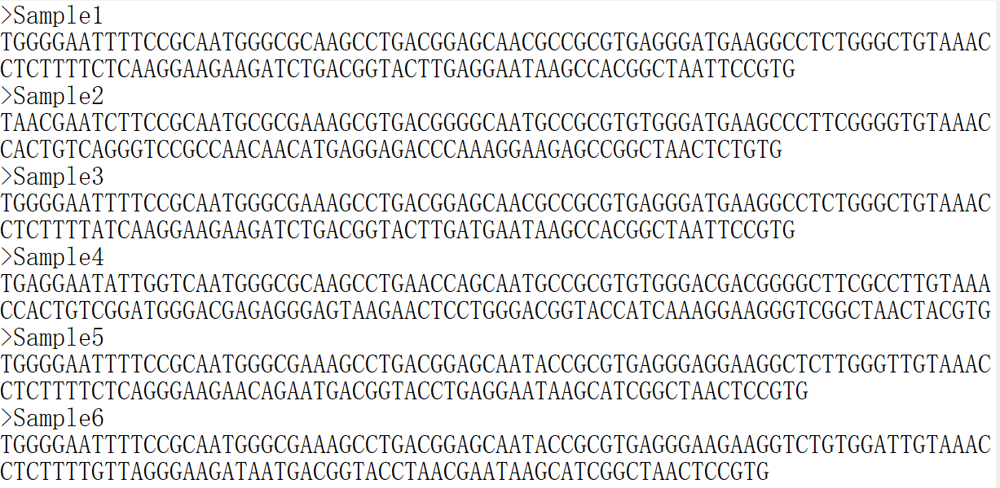 >Sample1
TGGGGAATTTTCCGCAATGGGCGCAAGCCTGACGGAGCAACGCCGCGTGAGGGATGAAGGCCTCTGGGCTGTAAAC
CTCTTTTCTCAAGGAAGAAGATCTGACGGTACTTGAGGAATAAGCCACGGCTAATTCCGTG
>Sample2
TAACGAATCTTCCGCAATGCGCGAAAGCGTGACGGGGCAATGCCGCGTGTGGGATGAAGCCCTTCGGGGTGTAAAC
CACTGTCAGGGTCCGCCAACAACATGAGGAGACCCAAAGGAAGAGCCGGCTAACTCTGTG
>Sample3
TGGGGAATTTTCCGCAATGGGCGAAAGCCTGACGGAGCAACGCCGCGTGAGGGATGAAGGCCTCTGGGCTGTAAAC
CTCTTTTATCAAGGAAGAAGATCTGACGGTACTTGATGAATAAGCCACGGCTAATTCCGTG
>Sample4
TGAGGAATATTGGTCAATGGGCGCAAGCCTGAACCAGCAATGCCGCGTGTGGGACGACGGGGCTTCGCCTTGTAAA
CCACTGTCGGATGGGACGAGAGGGAGTAAGAACTCCTGGGACGGTACCATCAAAGGAAGGGTCGGCTAACTACGTG
>Sample5
TGGGGAATTTTCCGCAATGGGCGAAAGCCTGACGGAGCAATACCGCGTGAGGGAGGAAGGCTCTTGGGTTGTAAAC
CTCTTTTCTCAGGGAAGAACAGAATGACGGTACCTGAGGAATAAGCATCGGCTAACTCCGTG
>Sample6
TGGGGAATTTTCCGCAATGGGCGAAAGCCTGACGGAGCAATACCGCGTGAGGGAAGAAGGTCTGTGGATTGTAAAC
CTCTTTTGTTAGGGAAGATAATGACGGTACCTAACGAATAAGCATCGGCTAACTCCGTG